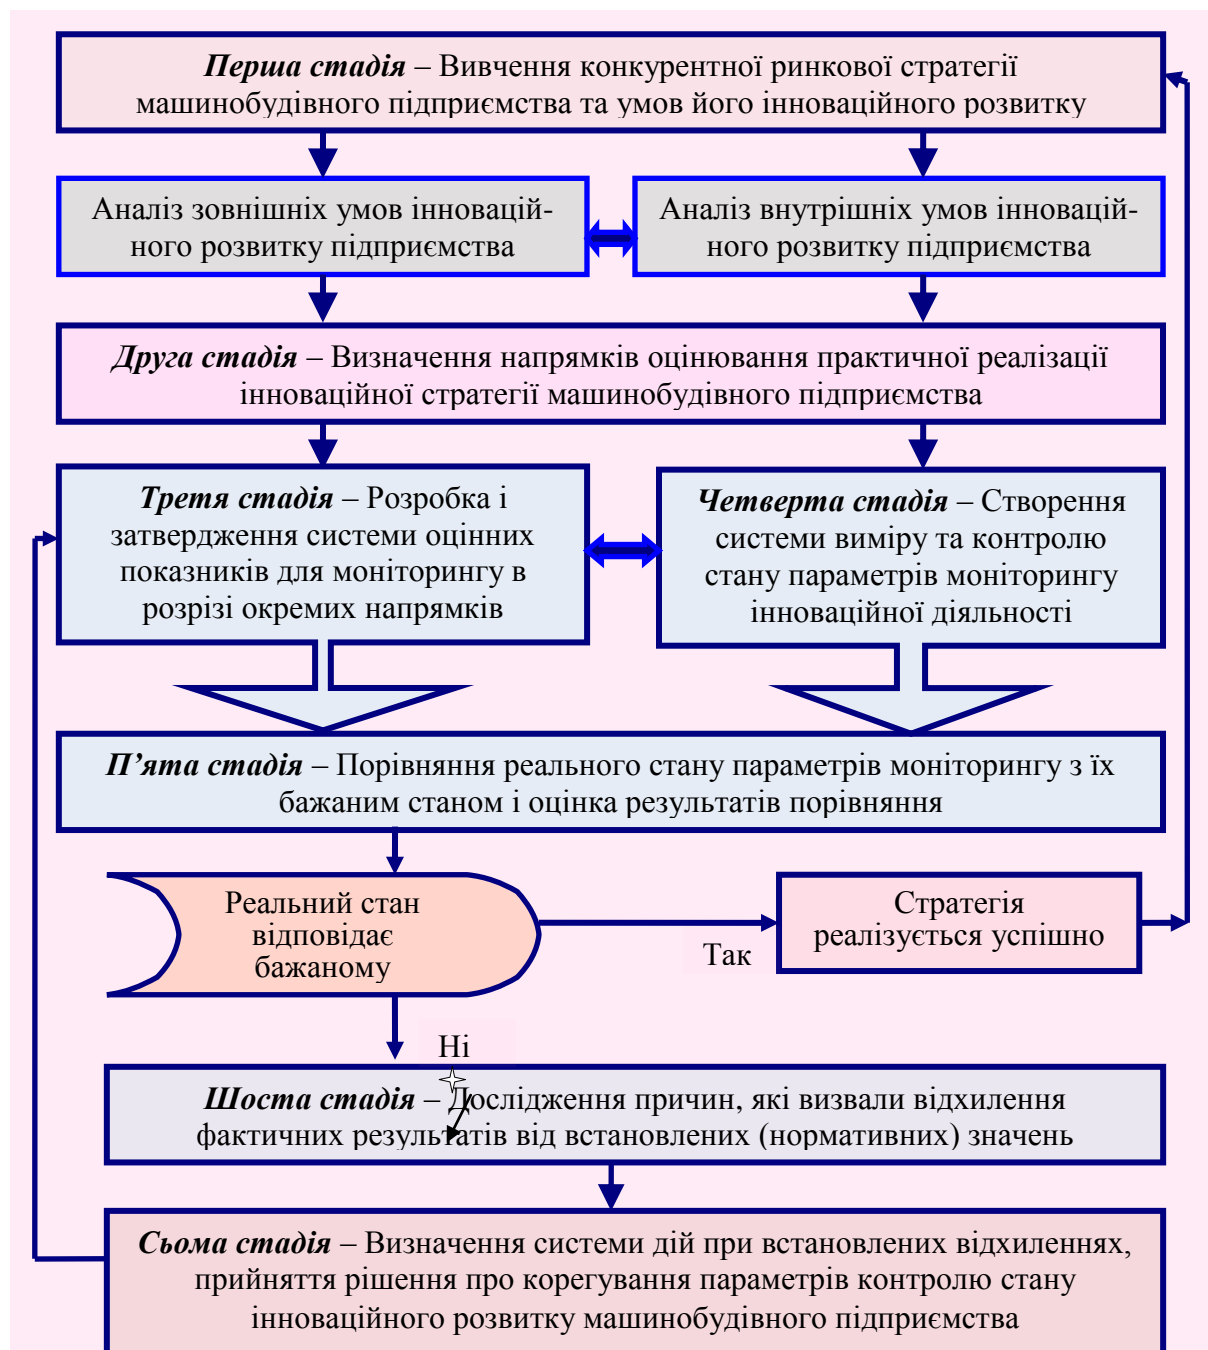 Перша стадія – Вивчення конкурентної ринкової стратегії
машинобудівного підприємства та умов його інноваційного розвитку
Аналіз зовнішніх умов інновацій-
ного розвитку підприємства
Аналіз внутрішніх умов інновацій-
ного розвитку підприємства
Друга стадія – Визначення напрямків оцінювання практичної реалізації
інноваційної стратегії машинобудівного підприємства
Третя стадія – Розробка і
затвердження системи оцінних
показників для моніторингу в
розрізі окремих напрямків
Четверта стадія – Створення
системи виміру та контролю
стану параметрів моніторингу
інноваційної діяльності
П’ята стадія – Порівняння реального стану параметрів моніторингу з їх
бажаним станом і оцінка результатів порівняння
Реальний стан
відповідає
бажаному
Так
Стратегія
реалізується успішно
Ні
Шоста стадія – Дослідження причин, які визвали відхилення
фактичних результатів від встановлених (нормативних) значень
Сьома стадія – Визначення системи дій при встановлених відхиленнях,
прийняття рішення про корегування параметрів контролю стану
інноваційного розвитку машинобудівного підприємства